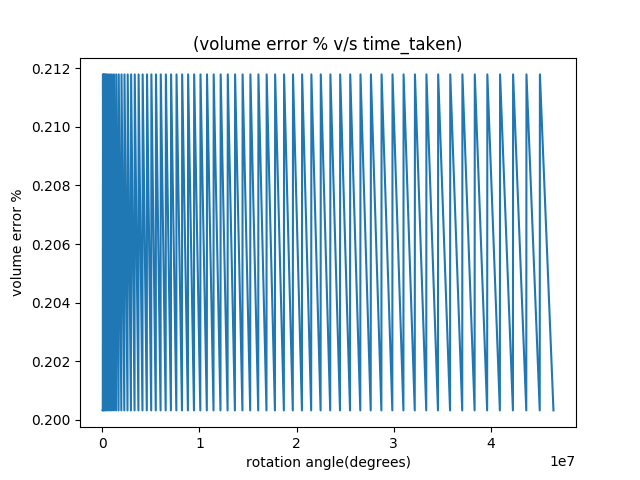 (volume error % v/s time_taken)
volume error %
0.212
0.210
0.208
0.206
0.204
0.202
0.200
0 1 2 3 4
1e7
rotation angle(degrees)